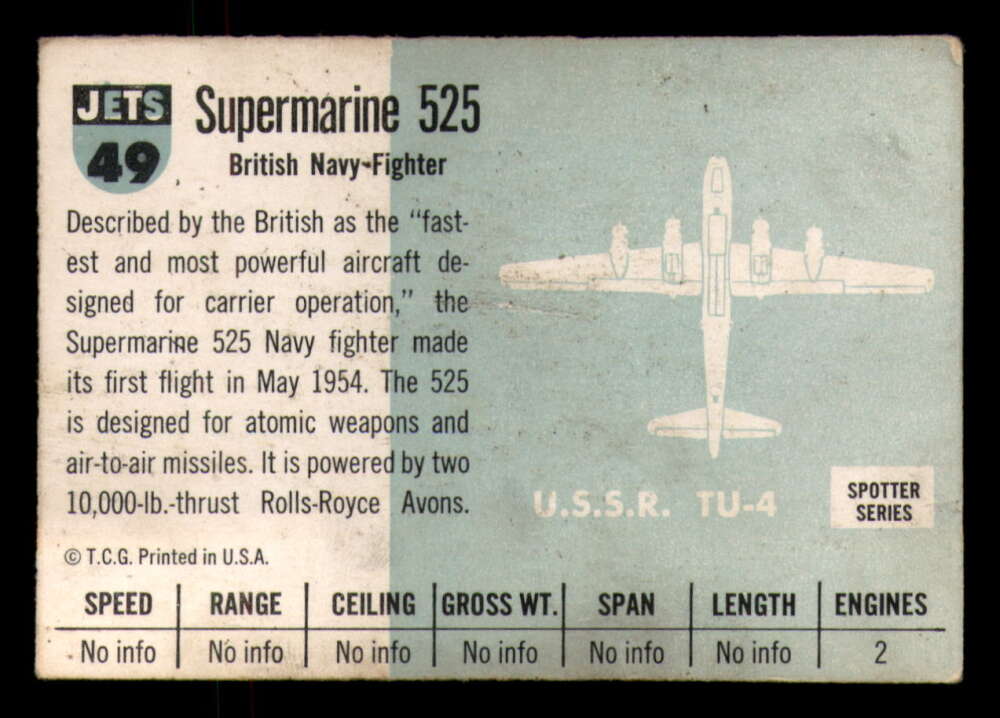 JETS
49
Supermarine 525
British Navy-Fighter
Described by the British as the "fast-
est and most powerful aircraft de-
signed for carrier operation," the
Supermarine 525 Navy fighter made
its first flight in May 1954. The 525
is designed for atomic weapons and
air-to-air missiles. It is powered by two
10,000-lb.-thrust Rolls-Royce Avons.
© T.C.G. Printed in U.S.A.
U.S.S.R. TU-4
SPOTTER
SERIES
SPEED RANGE CEILING GROSS WT. SPAN LENGTH ENGINES
No info No info No info No info No info No info 2